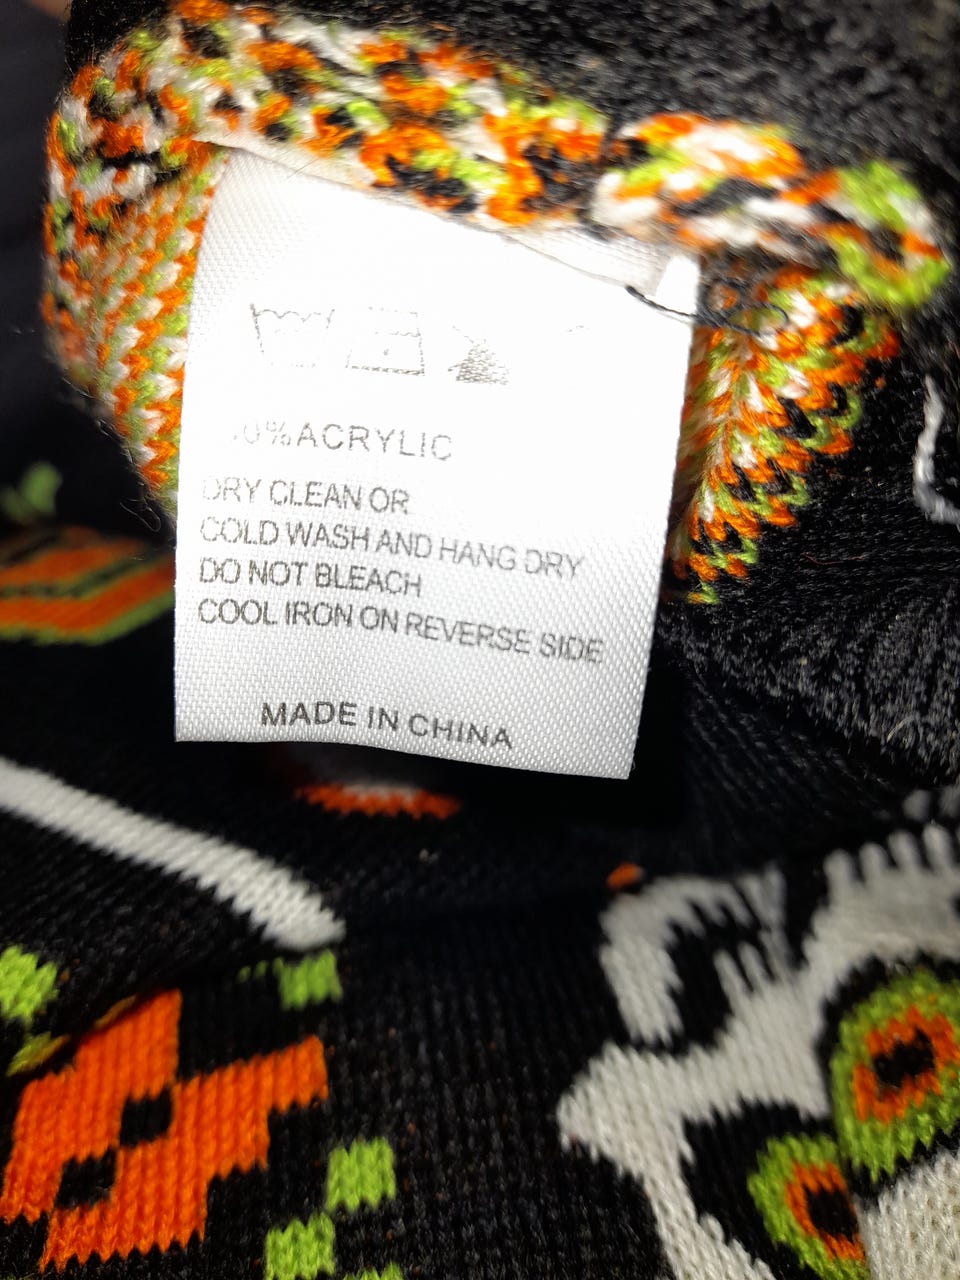 ACRYLIC
DRY CLEAN OR
COLD WASH AND HANG DRY
DO NOT BLEACH
COOL IRON ON REVERSE SIDE
MADE IN CHINA